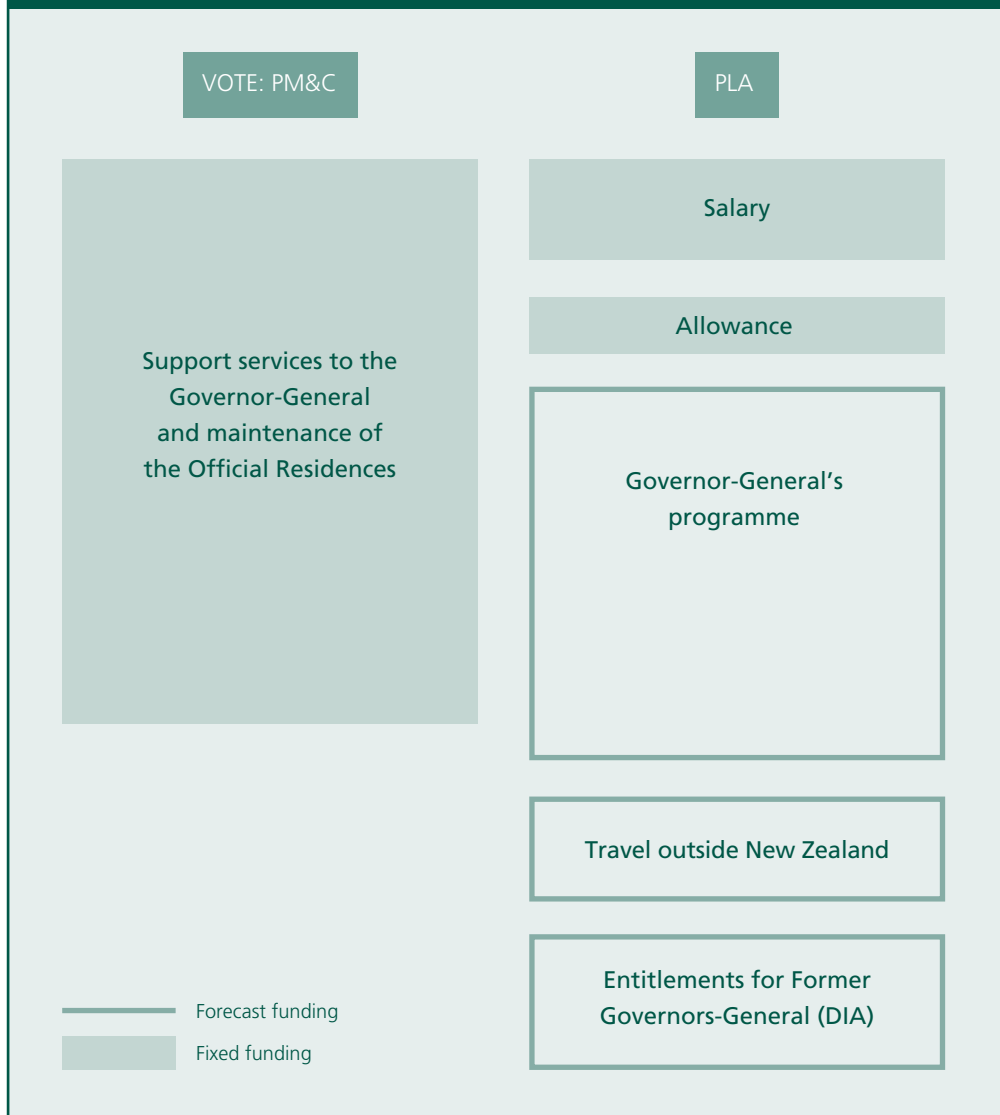 VOTE: PM&C
PLA
Support services to the
Governor-General
and maintenance of
the Official Residences
Salary
Allowance
Governor-General’s
programme
Travel outside New Zealand
Entitlements for Former
Governors-General (DIA)
Forecast funding
Fixed funding